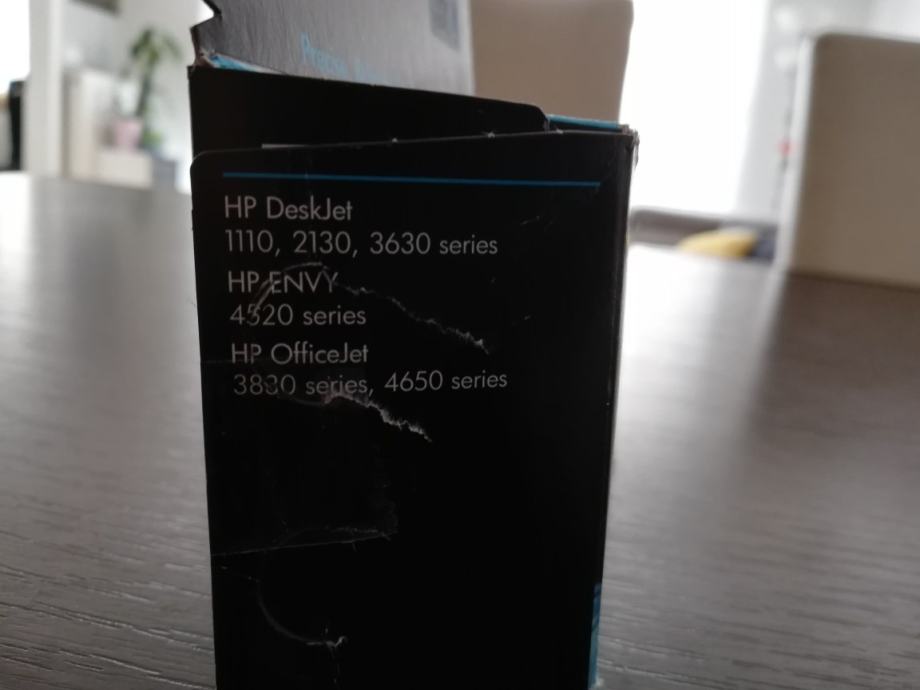 HP DeskJet
1110, 2130, 3630 series
HP ENVY
4520 series
HP OfficeJet
3830 series, 4650 series